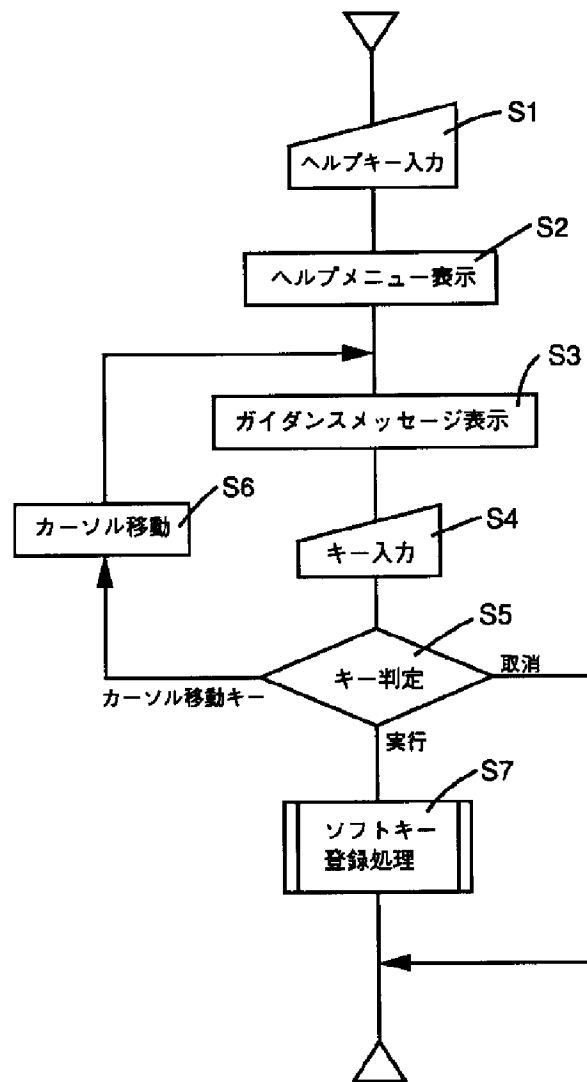 S1
ヘルプキー入力
S2
ヘルプメニュー表示
S3
ガイダンスメッセージ表示
S6
カーソル移動
S4
キー入力
S5
キー判定
取消
カーソル移動キー
実行
S7
ソフトキー
登録処理